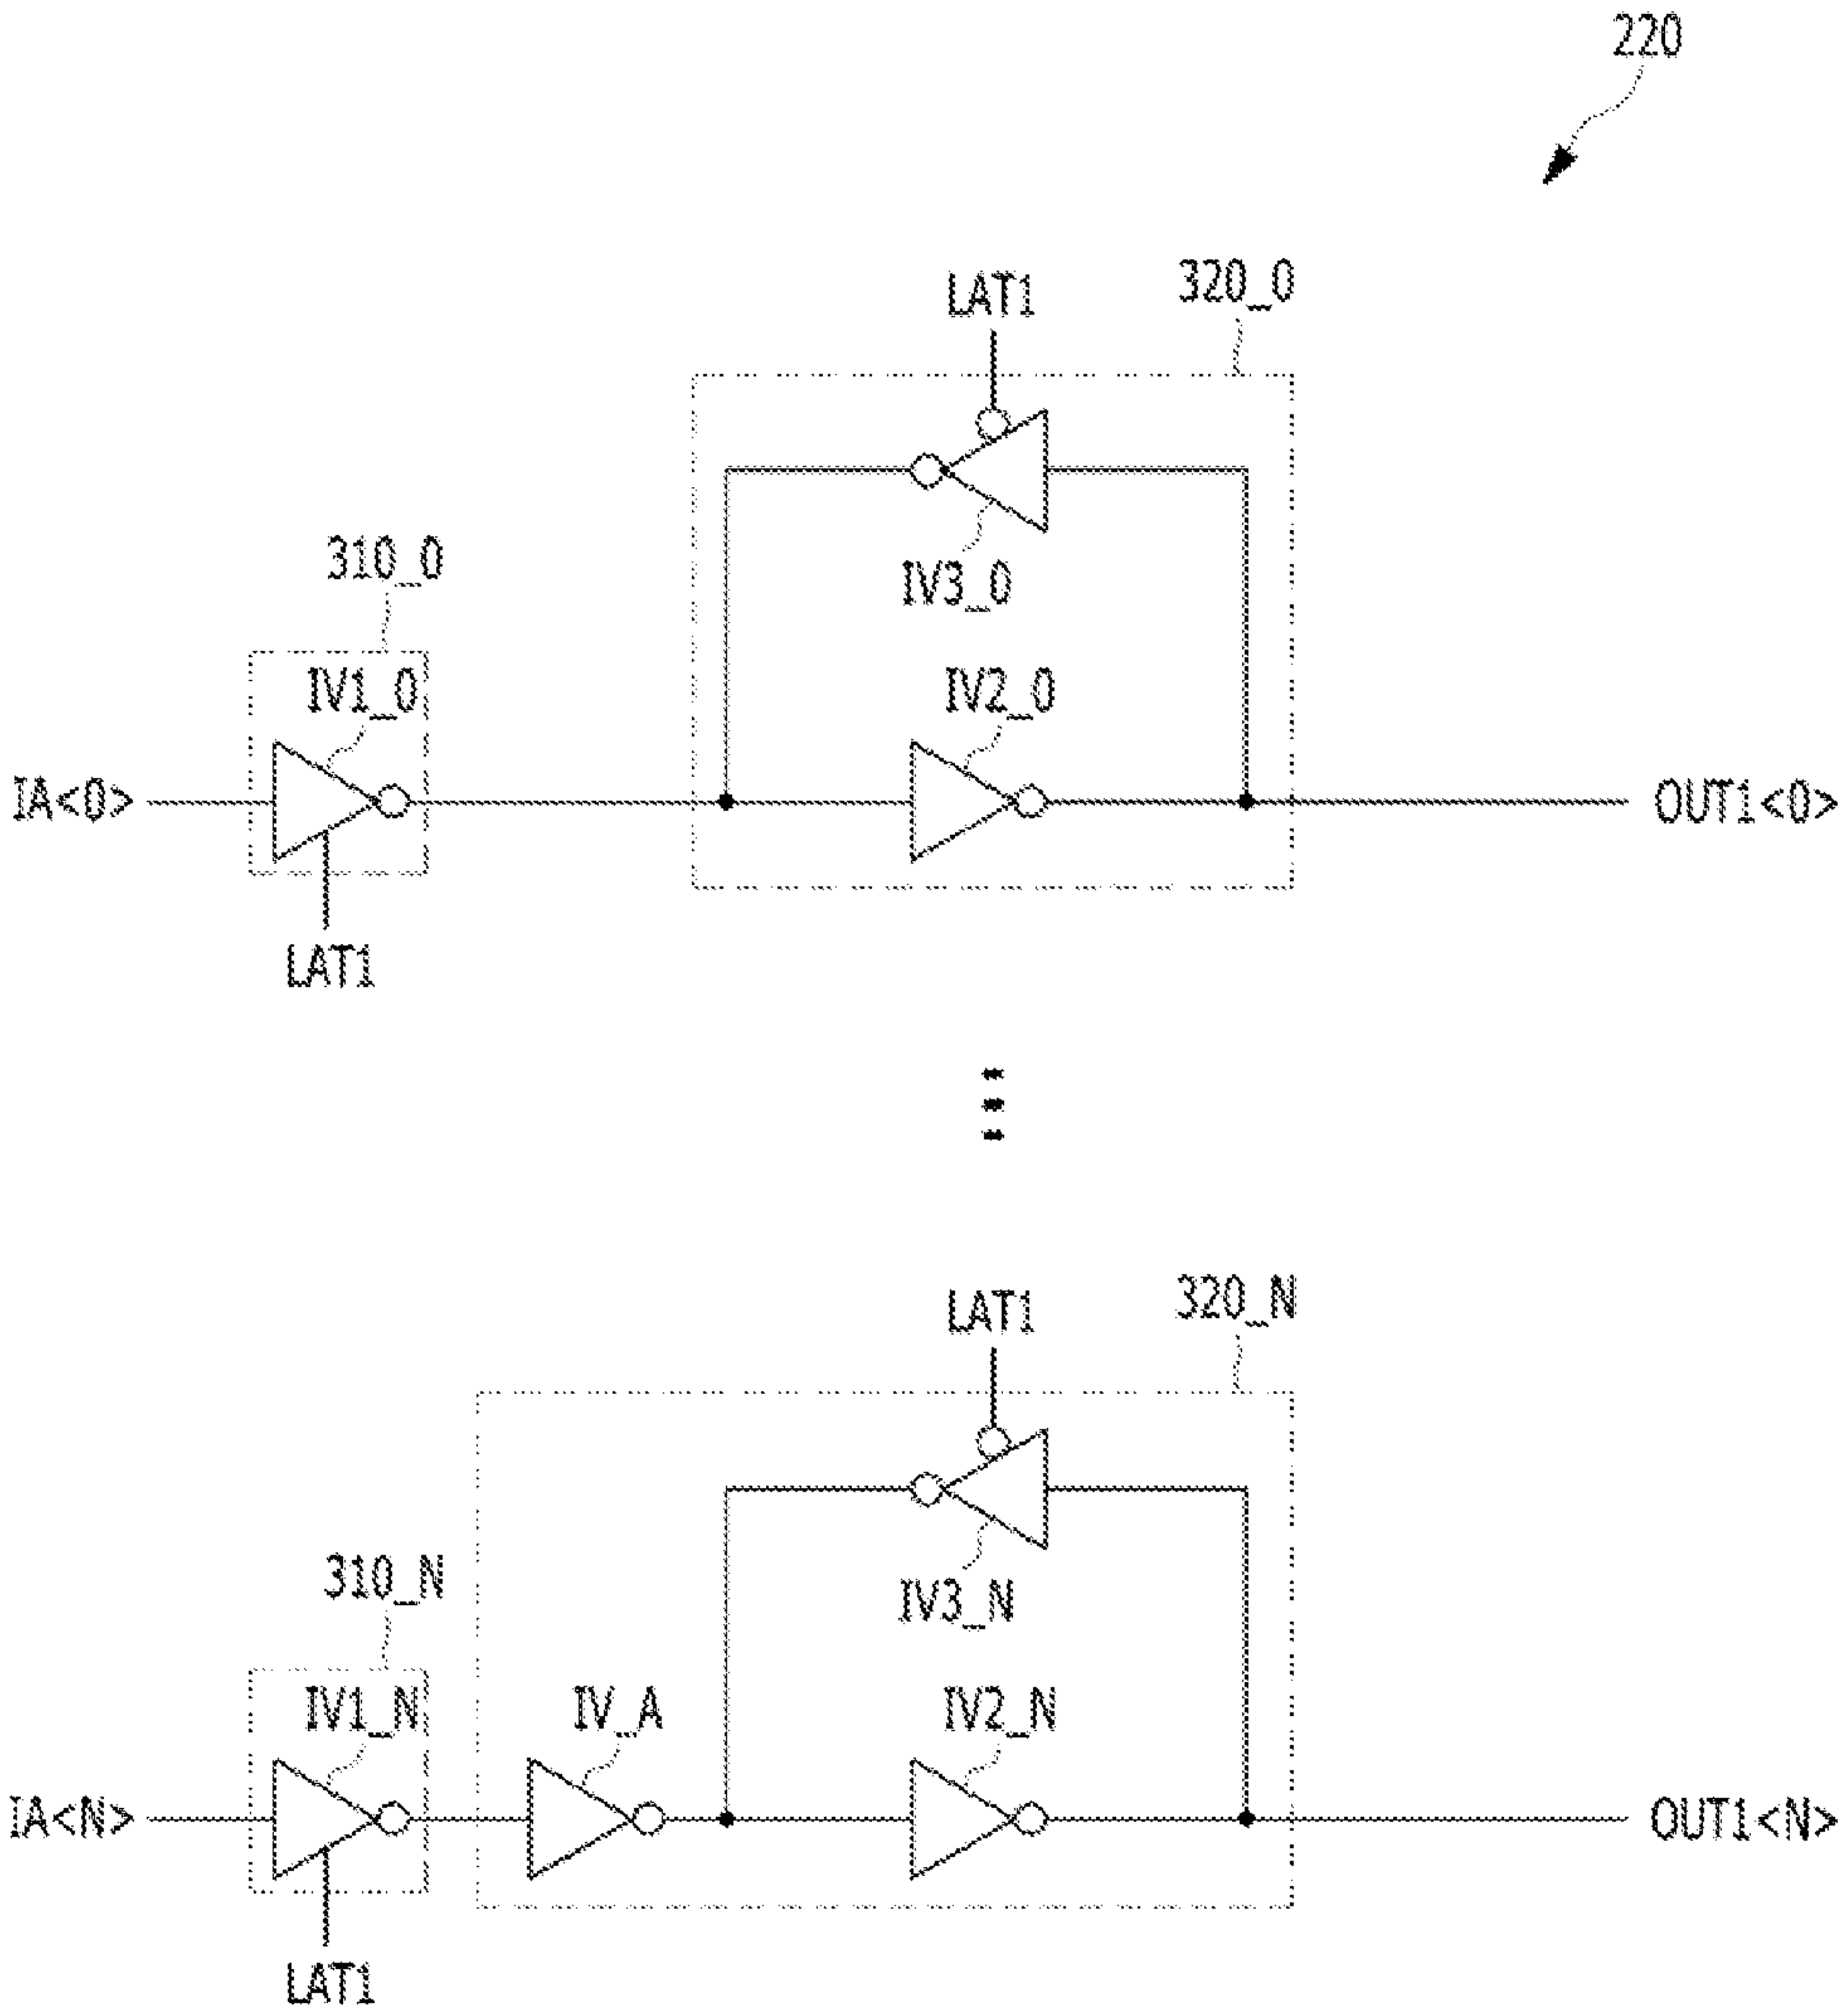 220
LAT1
320_0
IV3_0
310_0
IV1_0
IV2_0
IA<0>
OUT1<0>
LAT1
LAT1
320_N
IV3_N
310_N
IV1_N
IV_A
IV2_N
IA<N>
OUT1<N>
LAT1